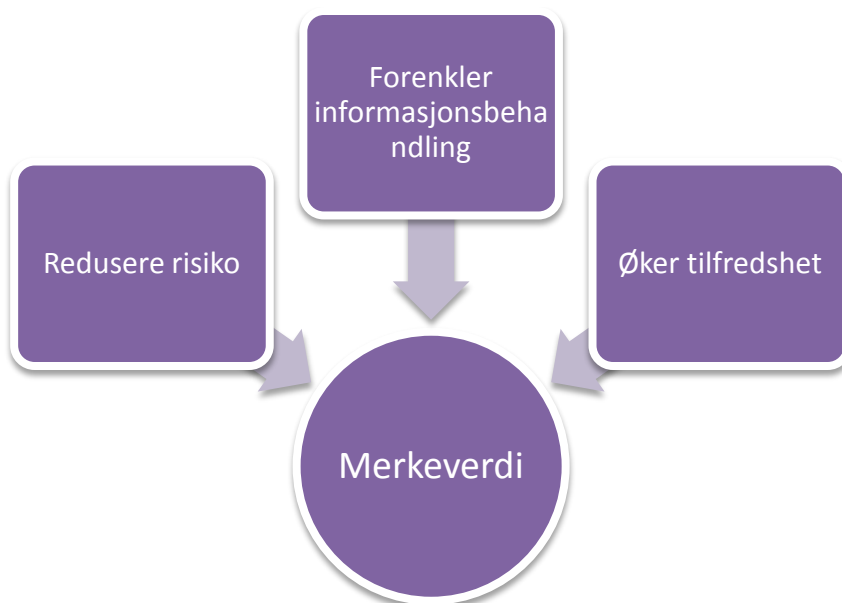 Forenkler
informasjonsbeha
ndling
Redusere risiko
Øker tilfredshet
Merkeverdi